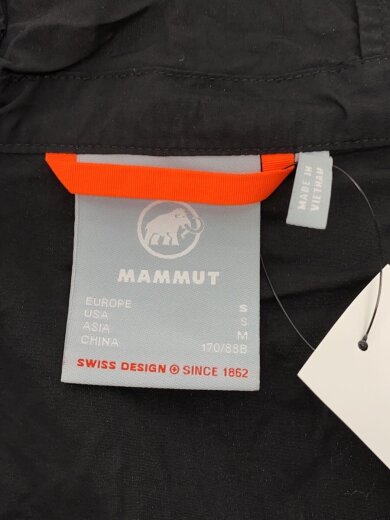 MADE IN
VIETNAM
MAMMUT
EUROPE S
USA S
ASIA M
CHINA 170/88B
SWISS DESIGN SINCE 1862